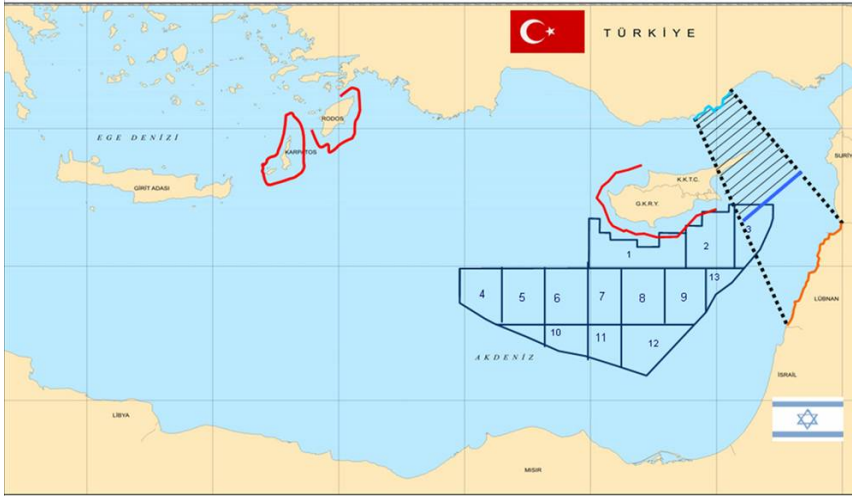 TÜRKİYE
RODOS
EGE DENİZİ
KARPATOS
SURİY
K.K.T.C.
GİRİT ADASI
G.K.R.Y.
3
2
1
13
4
5
6
7
8
9
LÜBNAN
10
11
12
AKDENİZ
İSRAİL
LİBYA
MISIR